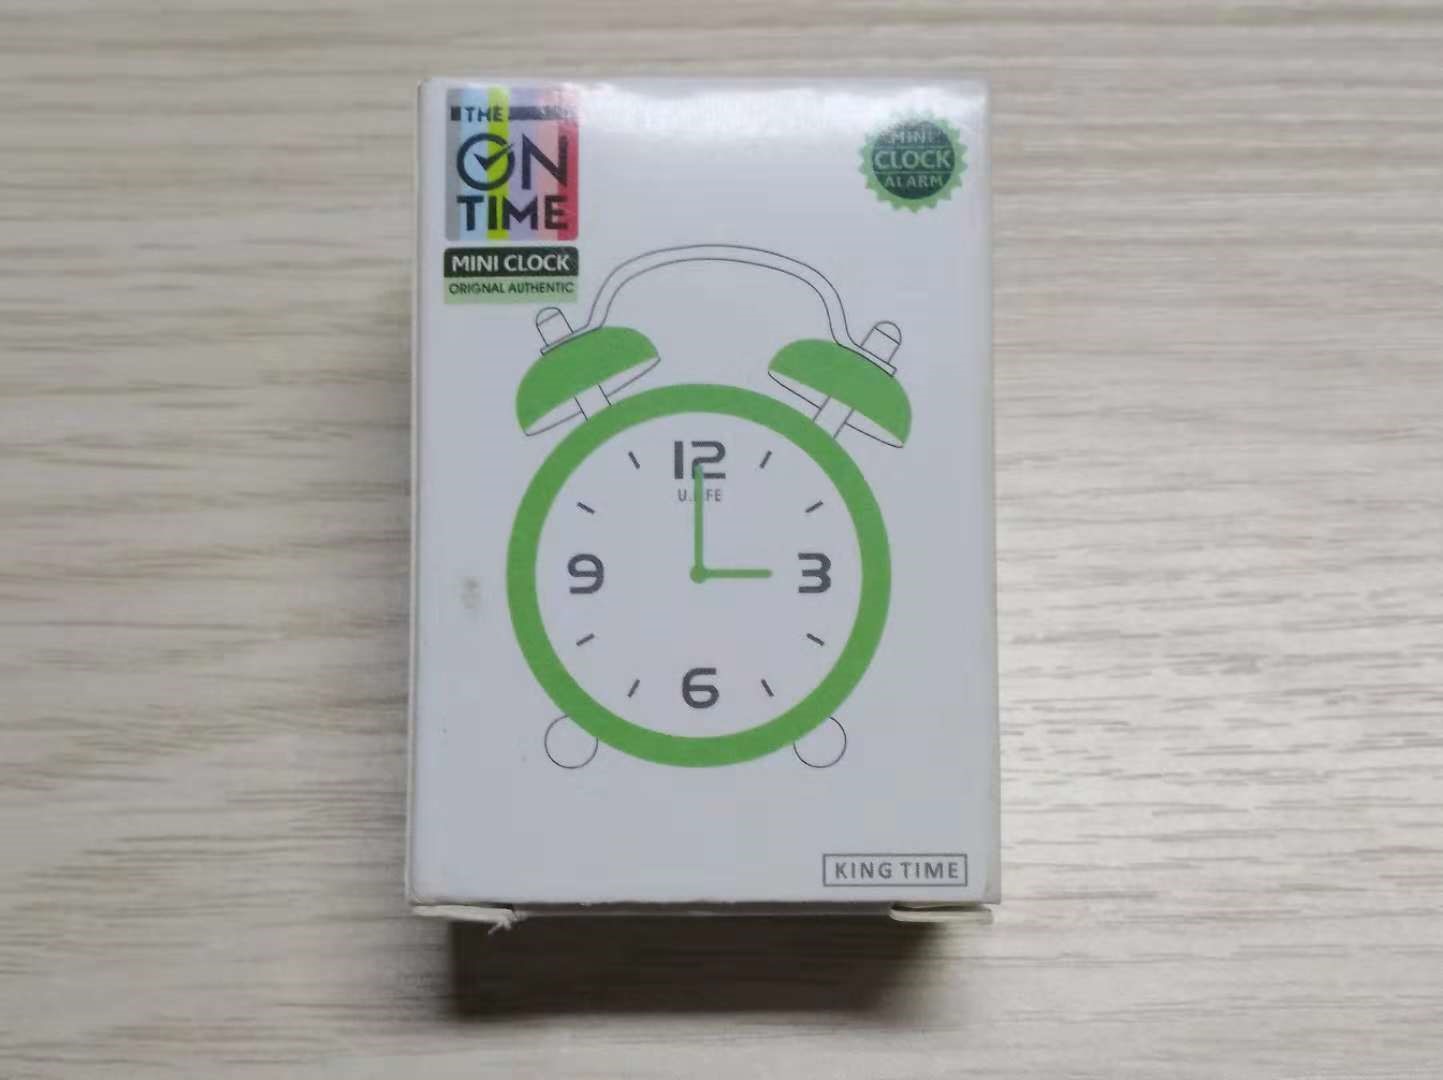 THE
ON
TIME
MINI CLOCK
ORIGNAL AUTHENTIC
MINI
CLOCK
ALARM
12
9
3
6
KING TIME